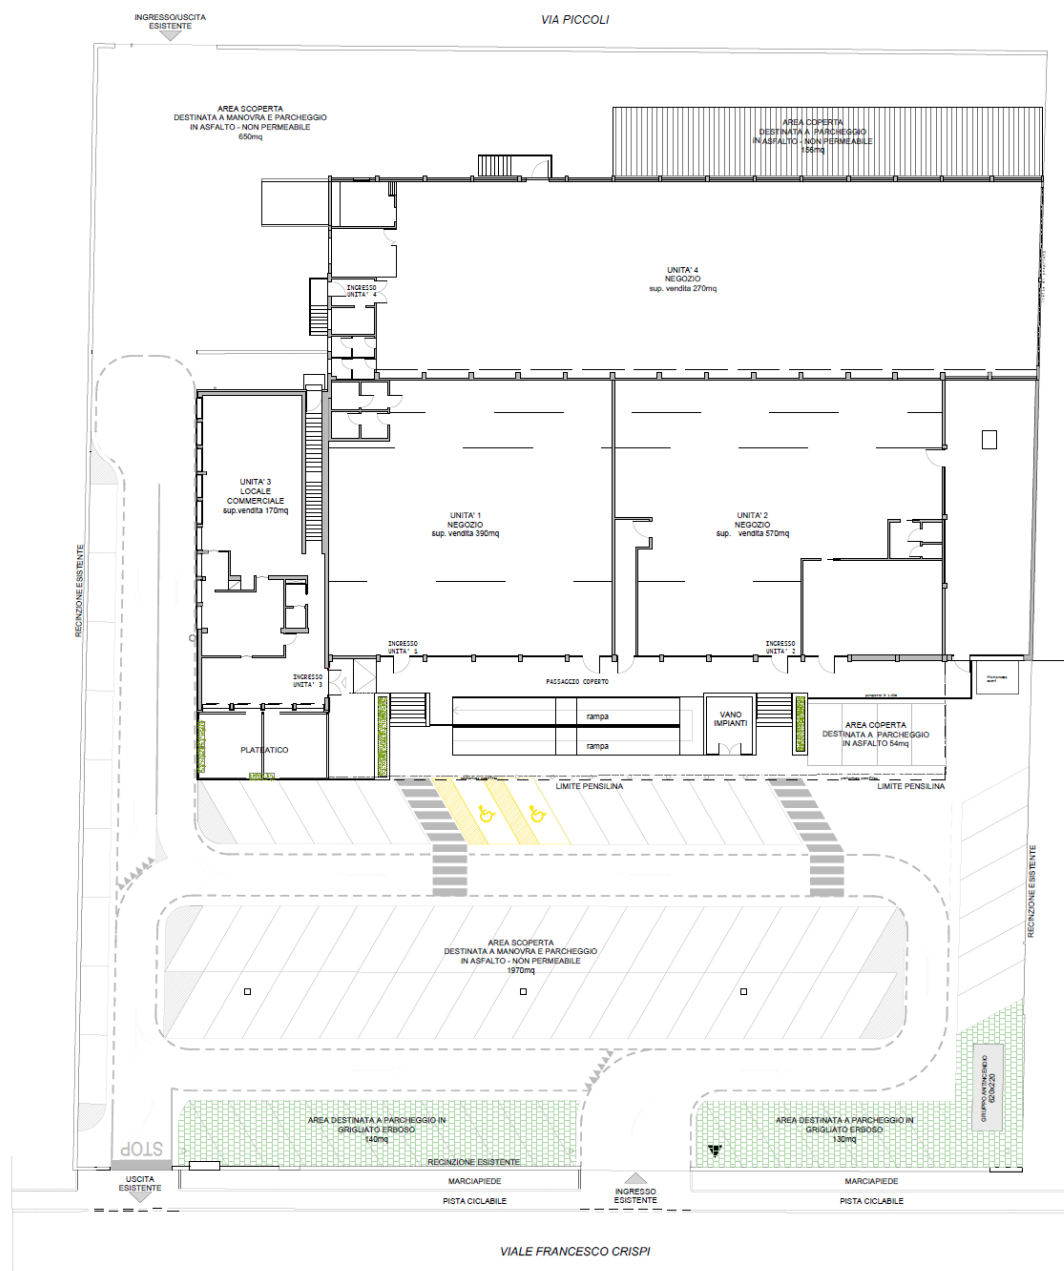 INGRESSO/USCITA
ESISTENTE
VIA PICCOLI
AREA SCOPERTA
DESTINATA A MANOVRA E PARCHEGGIO
IN ASFALTO - NON PERMEABILE
650mq
AREA COPERTA
DESTINATA A PARCHEGGIO
IN ASFALTO - NON PERMEABILE
156mq
UNITA' 4
NEGOZIO
sup. vendita 270mq
INGRESSO
UNITA' 4
UNITA' 3
LOCALE
COMMERCIALE
sup.vendita 170mq
UNITA' 1
NEGOZIO
sup. vendita 390mq
UNITA' 2
NEGOZIO
sup. vendita 570mq
RECINZIONE ESISTENTE
INGRESSO
UNITA' 1
INGRESSO
UNITA' 2
INGRESSO
UNITA' 3
PASSAGGIO COPERTO
rampa
rampa
VANO
IMPIANTI
AREA COPERTA
DESTINATA A PARCHEGGIO
IN ASFALTO 54mq
PLATEATICO
LIMITE PENSILINA
LIMITE PENSILINA
RECINZIONE ESISTENTE
AREA SCOPERTA
DESTINATA A MANOVRA E PARCHEGGIO
IN ASFALTO - NON PERMEABILE
1970mq
GRUPPO ANTINCENDIO
620x220
AREA DESTINATA A PARCHEGGIO IN
GRIGLIATO ERBOSO
140mq
AREA DESTINATA A PARCHEGGIO IN
GRIGLIATO ERBOSO
130mq
STOP
RECINZIONE ESISTENTE
USCITA
ESISTENTE
MARCIAPIEDE
PISTA CICLABILE
INGRESSO
ESISTENTE
MARCIAPIEDE
PISTA CICLABILE
VIALE FRANCESCO CRISPI